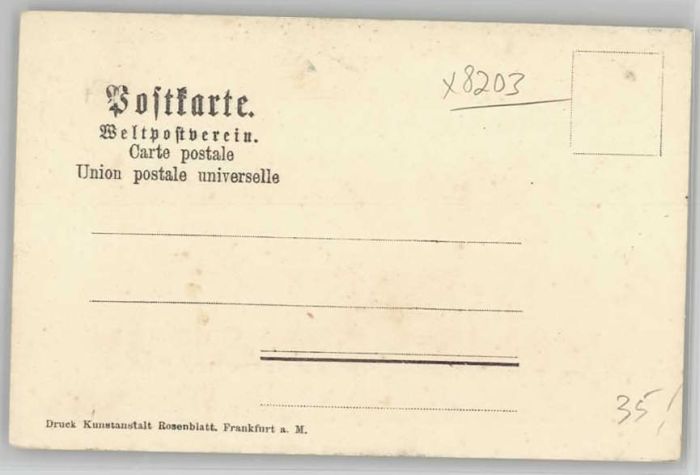 Postkarte.
Weltpostverein.
Carte postale
Union postale universelle
x8203
35!
Druck Kunstanstalt Rosenblatt, Frankfurt a. M.